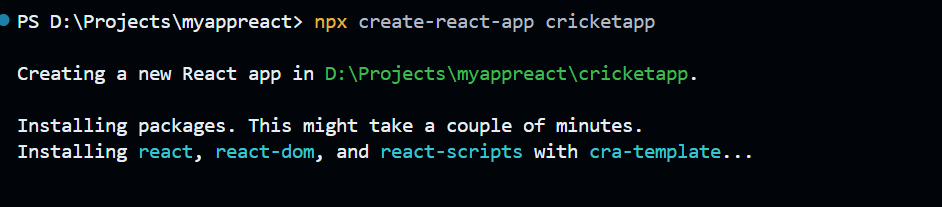 PS D:\Projects\myappreact> npx create-react-app cricketapp
Creating a new React app in D:\Projects\myappreact\cricketapp.
Installing packages. This might take a couple of minutes.
Installing react, react-dom, and react-scripts with cra-template...